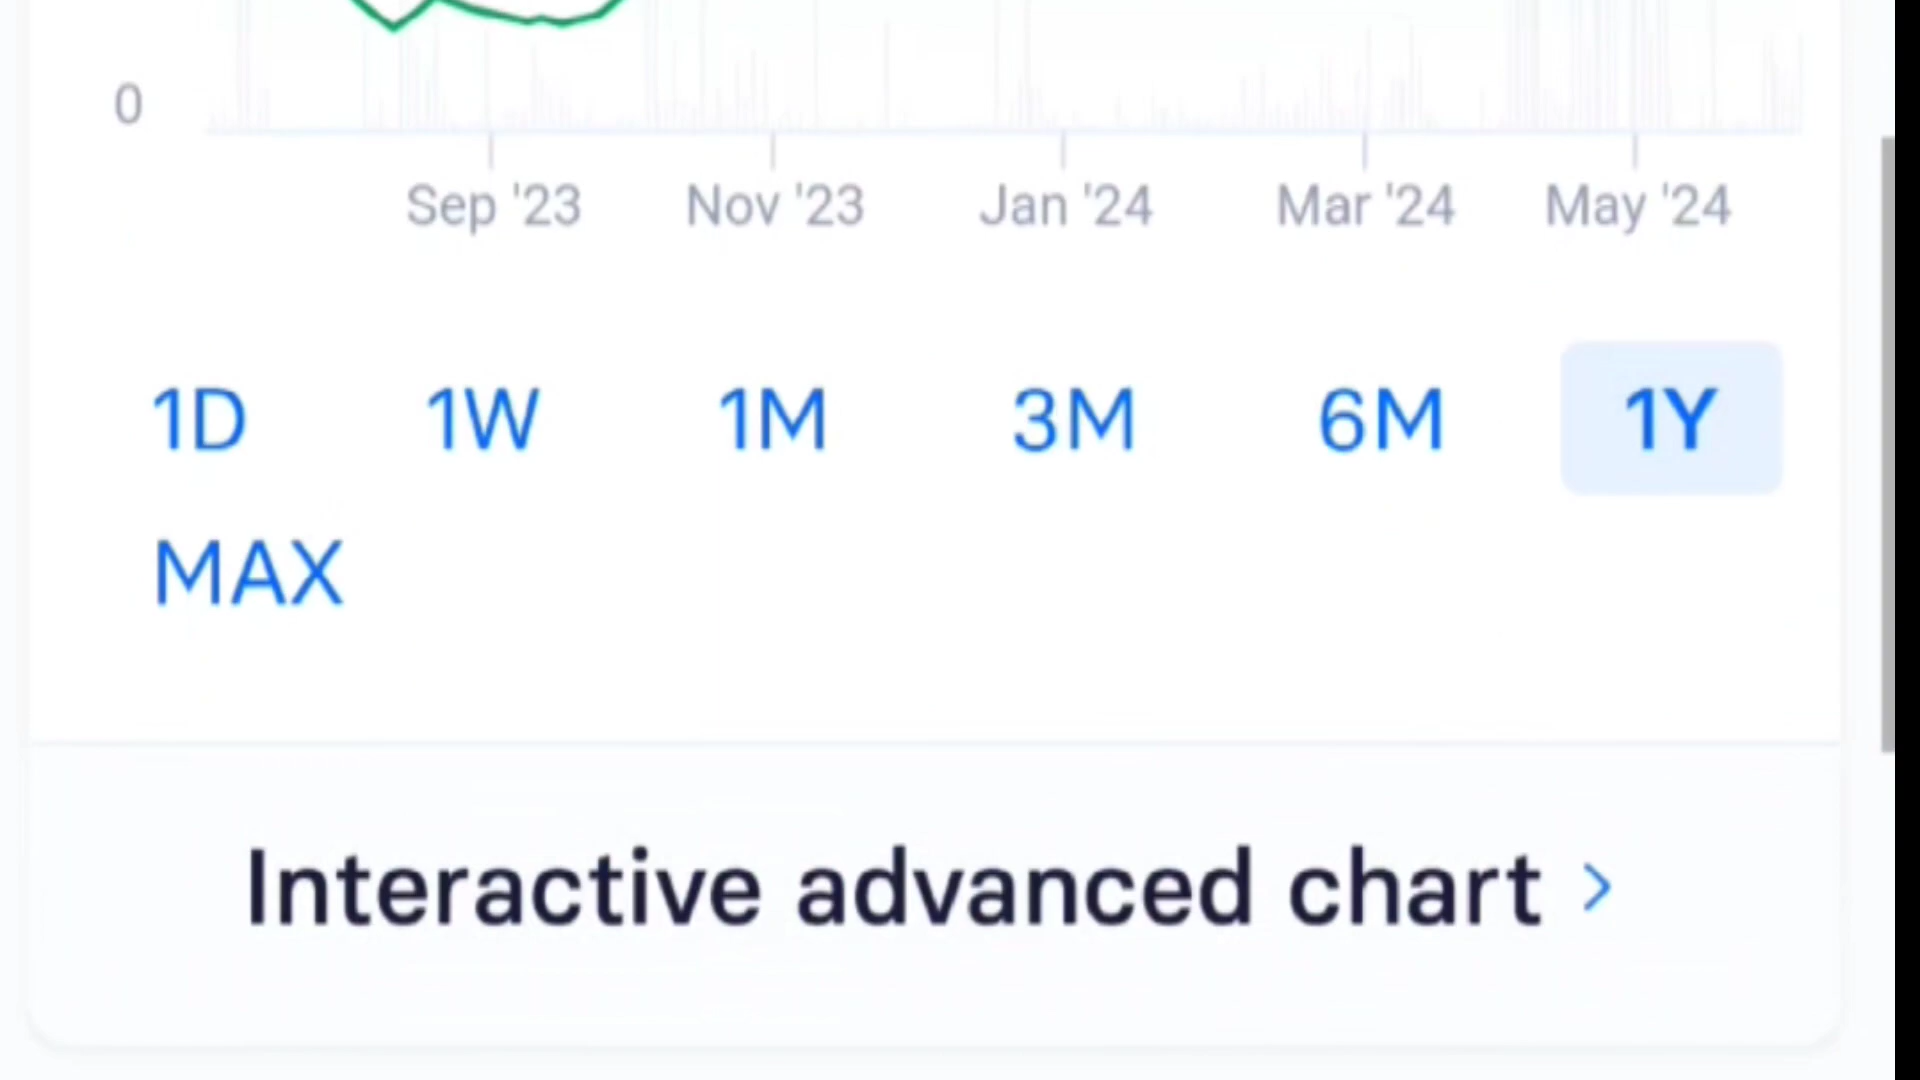 0
Sep '23 Nov '23 Jan '24 Mar '24 May '24
1D 1W 1M 3M 6M 1Y
MAX
Interactive advanced chart >